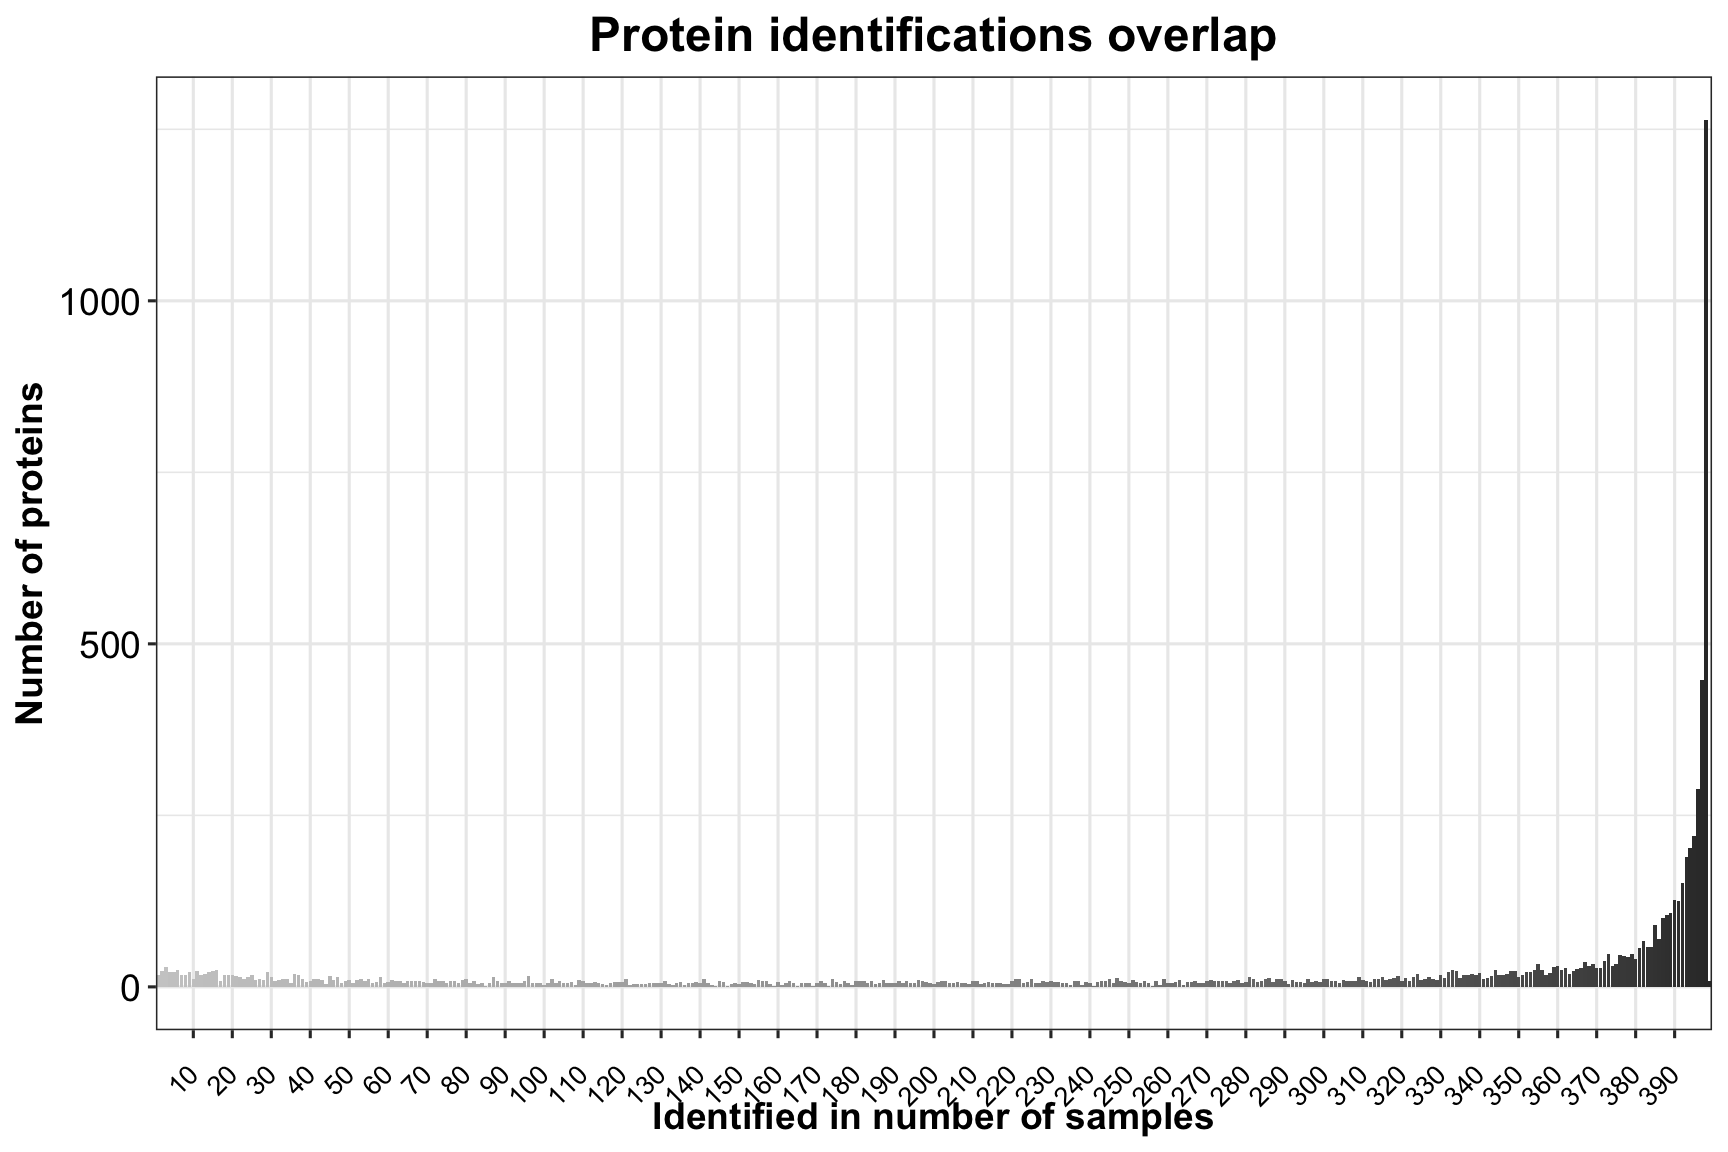 Protein identifications overlap
Number of proteins
1000
500
0
10 20 30 40 50 60 70 80 90 100 110 120 130 140 150 160 170 180 190 200 210 220 230 240 250 260 270 280 290 300 310 320 330 340 350 360 370 380 390
Identified in number of samples